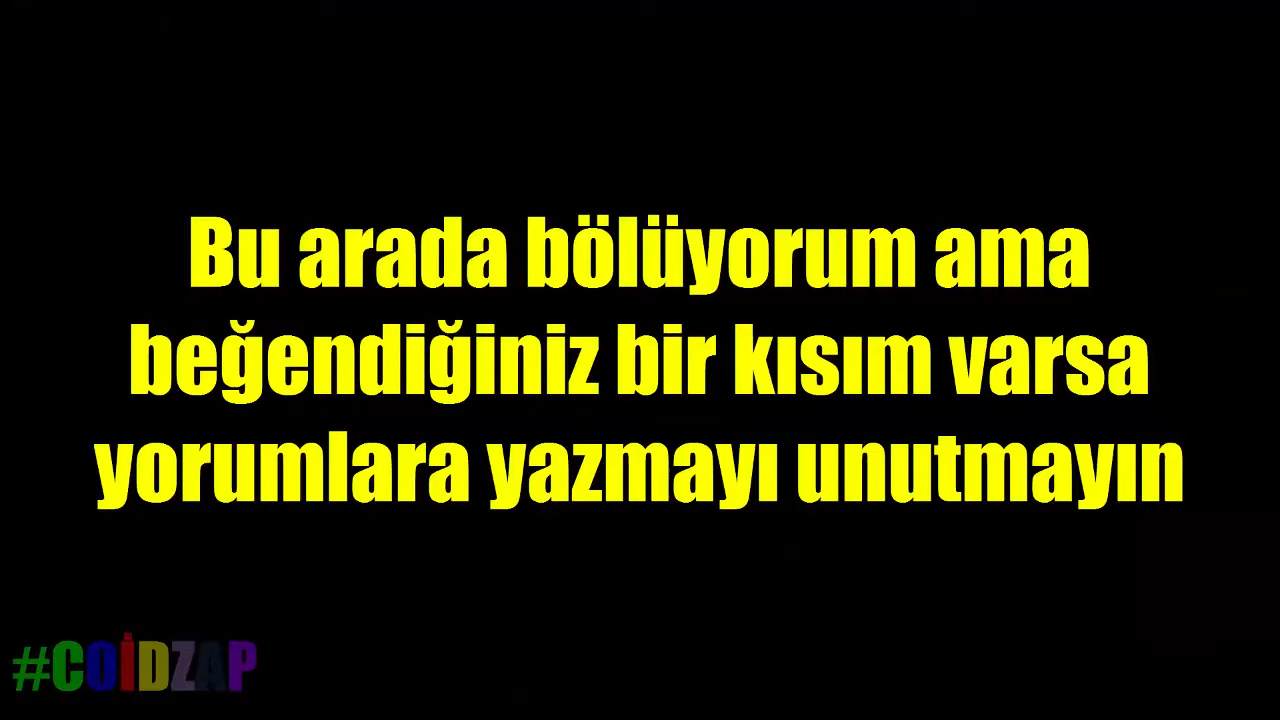 Bu arada bölüyorum ama
beğendiğiniz bir kısım varsa
yorumlara yazmayı unutmayın
#COİDZAP